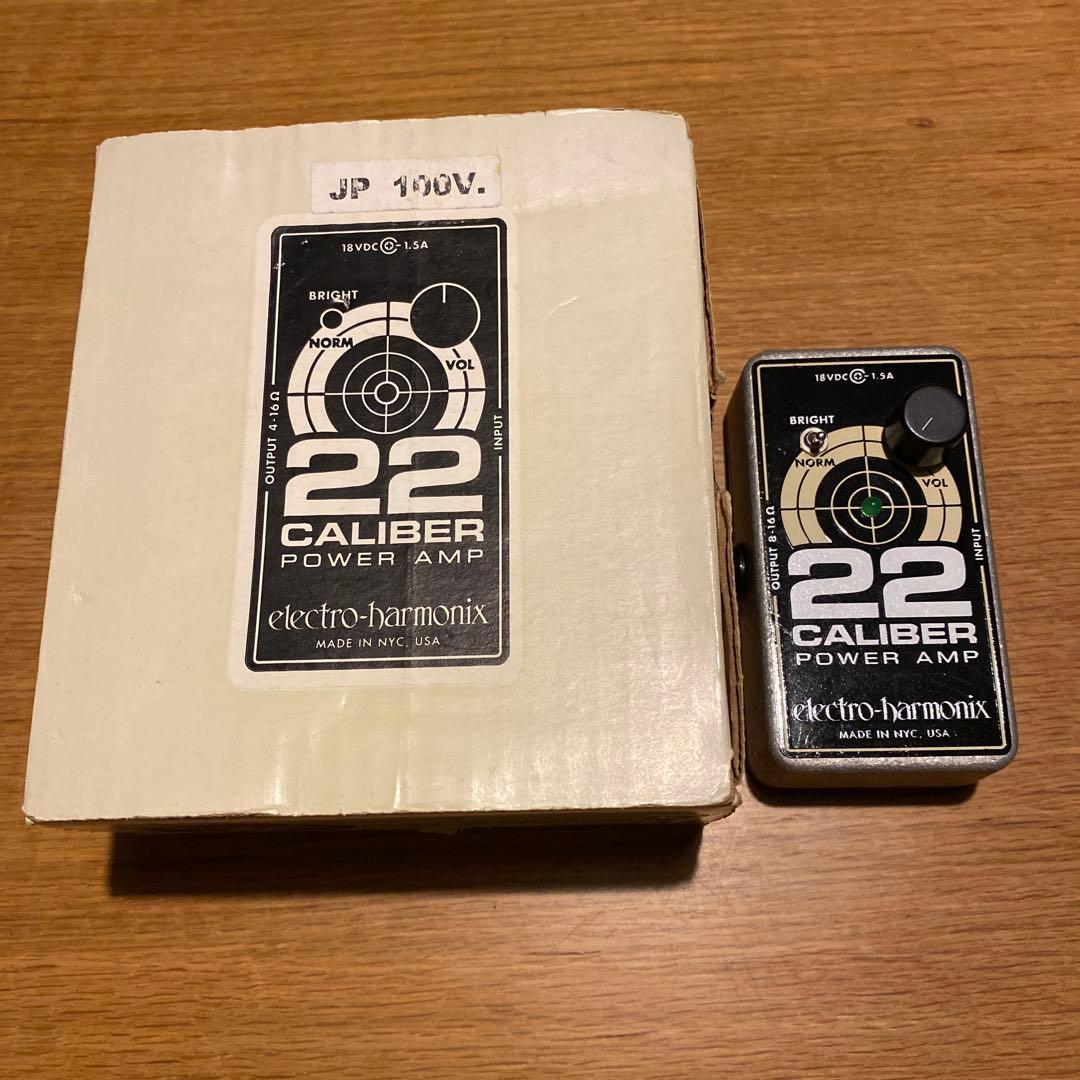 JP 100V.
18VDC 1.5A
BRIGHT
NORM
VOL
OUTPUT 4-16Ω
INPUT
22
CALIBER
POWER AMP
electro-harmonix
MADE IN NYC, USA
18VDC 1.5A
BRIGHT
NORM
VOL
OUTPUT 8-16Ω
INPUT
22
CALIBER
POWER AMP
electro-harmonix
MADE IN NYC, USA